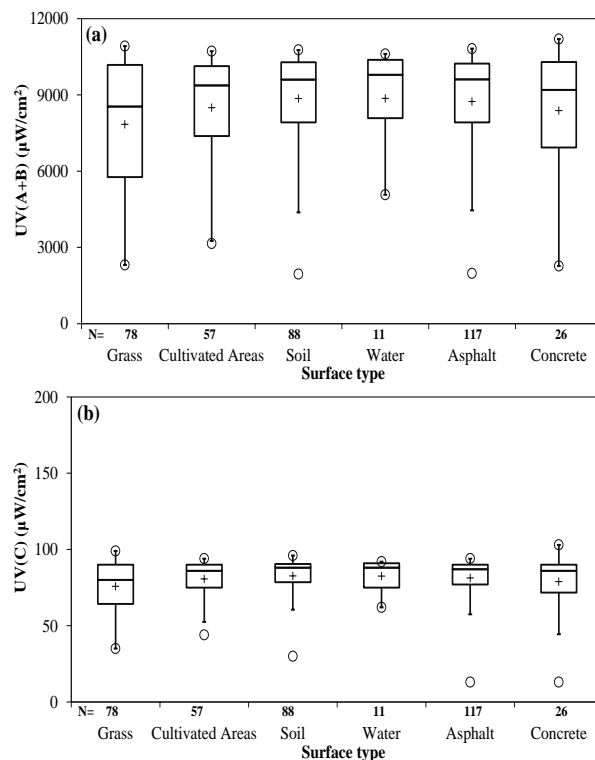 (a)
UV(A+B) (µW/cm²)
12000
9000
6000
3000
0
N= 78 57 88 11 117 26
Grass Cultivated Areas Soil Water Asphalt Concrete
Surface type
(b)
UV(C) (µW/cm²)
200
150
100
50
0
N= 78 57 88 11 117 26
Grass Cultivated Areas Soil Water Asphalt Concrete
Surface type